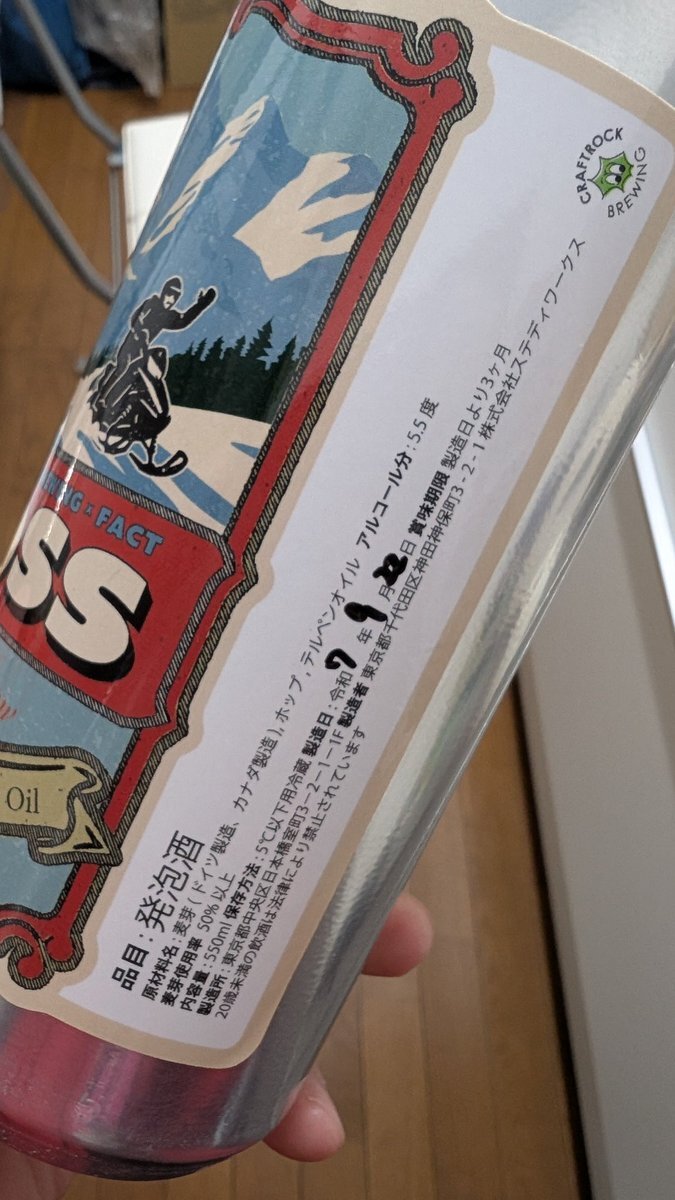 CRAFTROCK BREWING
ING x FACT
SS
Oil
品目 : 発泡酒
原材料名 : 麦芽 ( ドイツ製造、カナダ製造 ), ホップ , テルペンオイル アルコール分 : 5.5 度
麦芽使用率 50% 以上
内容量 : 550ml 保存方法 : 5℃以下用冷蔵 製造日 : 令和 7 年 9 月 22 日 賞味期限 製造日より3ヶ月
製造所 : 東京都中央区日本橋室町3-2-1-1F 製造者 東京都千代田区神田神保町3-2-1 株式会社ステディワークス
20歳未満の飲酒は法律により禁止されています